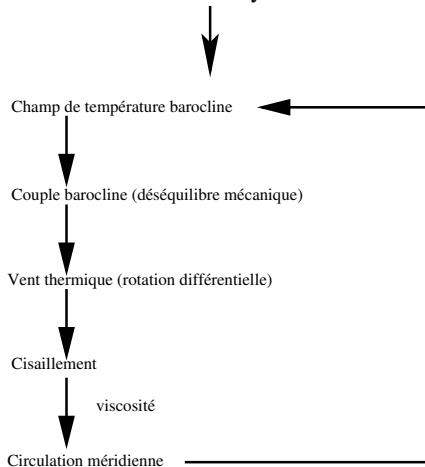 Champ de température barocline
Couple barocline (déséquilibre mécanique)
Vent thermique (rotation différentielle)
Cisaillement
viscosité
Circulation méridienne